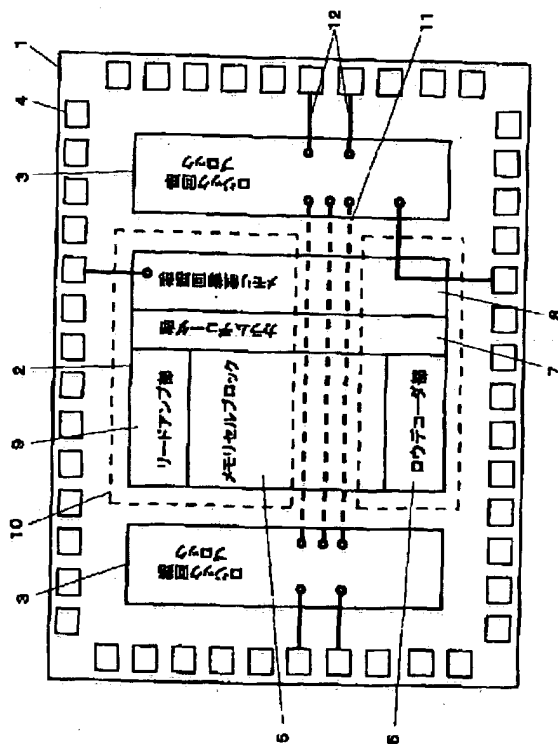 12
11
1
4
3
2
9
10
3
ロジック回路
ブロック
メモリ制御回路部
カラムデューダ部
リードアンプ部
メモリセルブロック
ロウデコーダ部
ロジック回路
ブロック
8
7
5
6